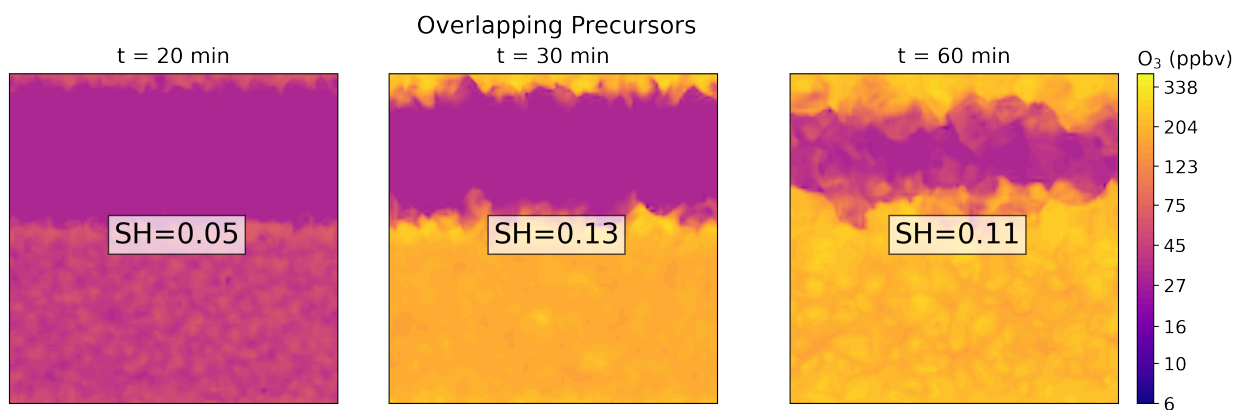 Overlapping Precursors
t = 20 min
t = 30 min
t = 60 min
O₃ (ppbv)
SH=0.05
SH=0.13
SH=0.11
338
204
123
75
45
27
16
10
6